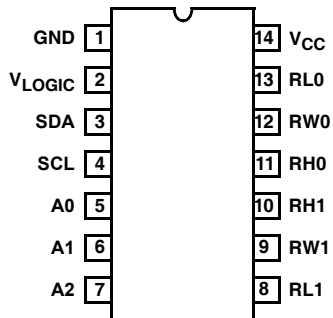 GND 1 14 VCC
VLOGIC 2 13 RL0
SDA 3 12 RW0
SCL 4 11 RH0
A0 5 10 RH1
A1 6 9 RW1
A2 7 8 RL1